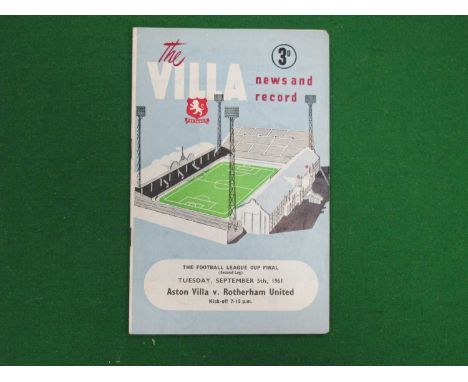 The
VILLA
3D
news and
record
THE FOOTBALL LEAGUE CUP FINAL
(Second Leg)
TUESDAY, SEPTEMBER 5th, 1961
Aston Villa v. Rotherham United
Kick-off 7-15 p.m.